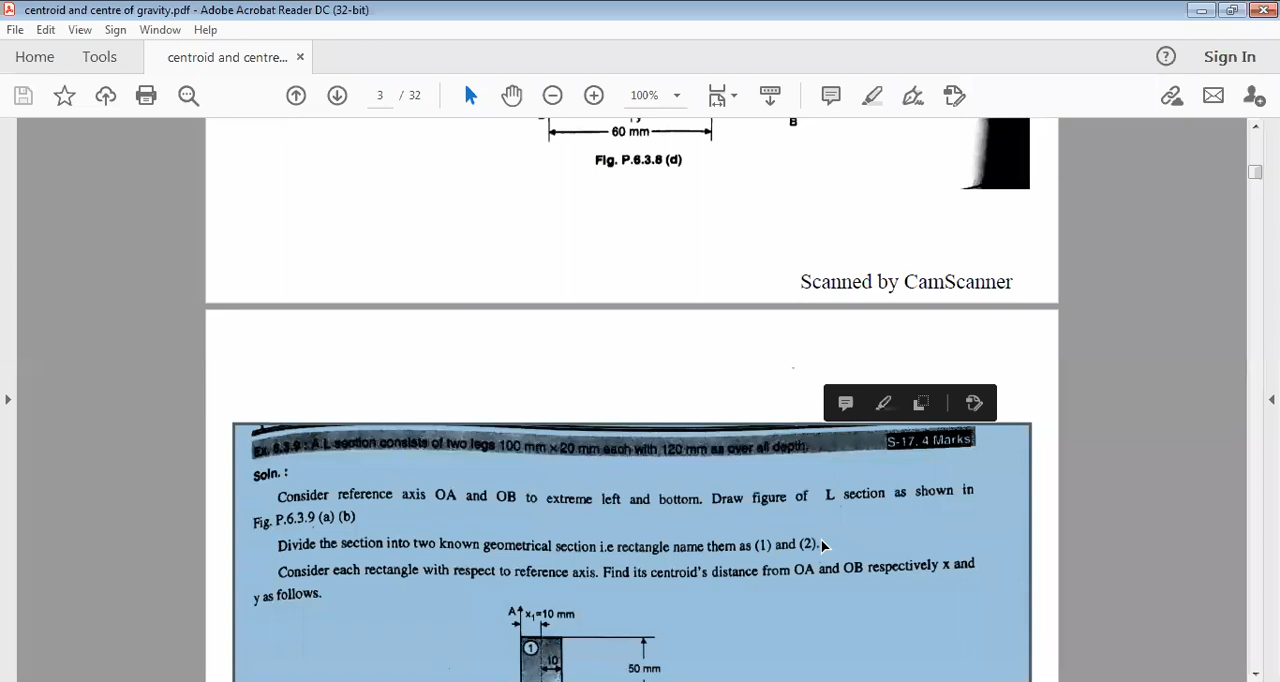 centroid and centre of gravity.pdf - Adobe Acrobat Reader DC (32-bit)
File Edit View Sign Window Help
Home Tools centroid and centre... × Sign In
3 / 32 100%
y B
60 mm
Fig. P.6.3.8 (d)
Scanned by CamScanner
Ex. 6.3.9 : A L section consists of two legs 100 mm × 20 mm each with 120 mm as over all depth. S-17, 4 Marks
Soln. :
Consider reference axis OA and OB to extreme left and bottom. Draw figure of L section as shown in
Fig. P.6.3.9 (a) (b)
Divide the section into two known geometrical section i.e rectangle name them as (1) and (2).
Consider each rectangle with respect to reference axis. Find its centroid's distance from OA and OB respectively x and
y as follows.
A x₁=10 mm
1
10
50 mm